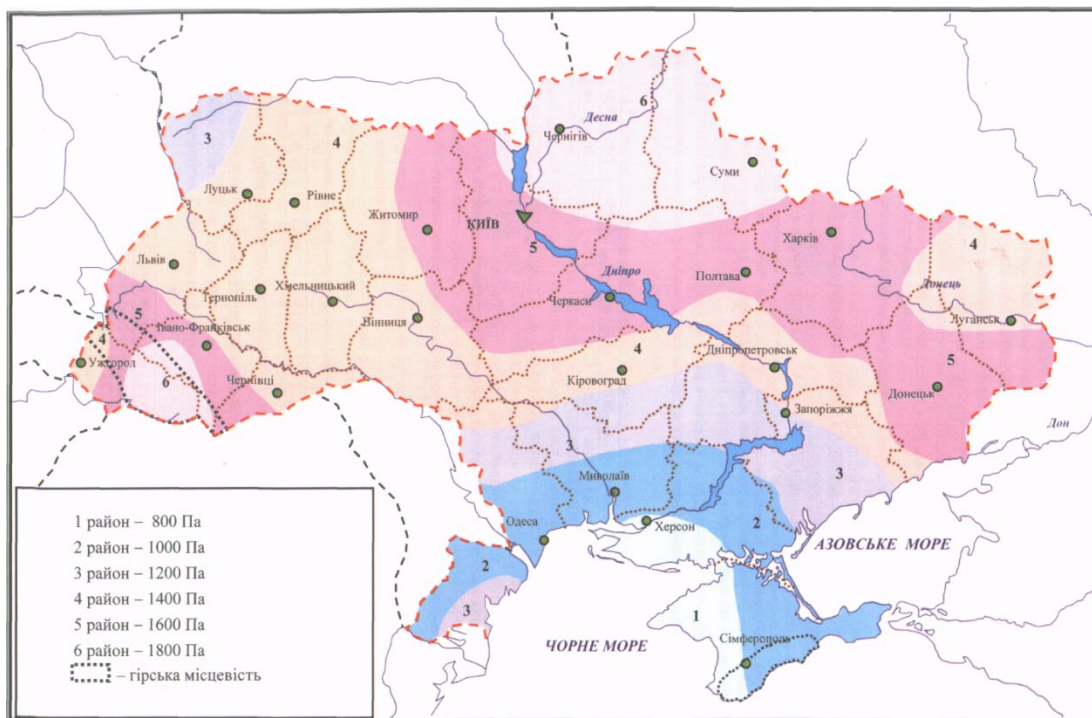 6
Десна
Чернігів
3
4
Суми
Луцьк
Рівне
Житомир
КИЇВ
5
Харків
4
Львів
Дніпро
Полтава
Донець
Тернопіль
Хмельницький
Черкаси
Вінниця
Луганськ
5
Івано-Франківськ
4
Ужгород
6
Чернівці
4
Дніпропетровськ
Кіровоград
5
Донецьк
Запоріжжя
Дон
3
3
Миколаїв
Одеса
Херсон
2
АЗОВСЬКЕ МОРЕ
2
3
1
ЧОРНЕ МОРЕ
Сімферополь
1 район – 800 Па
2 район – 1000 Па
3 район – 1200 Па
4 район – 1400 Па
5 район – 1600 Па
6 район – 1800 Па
– гірська місцевість